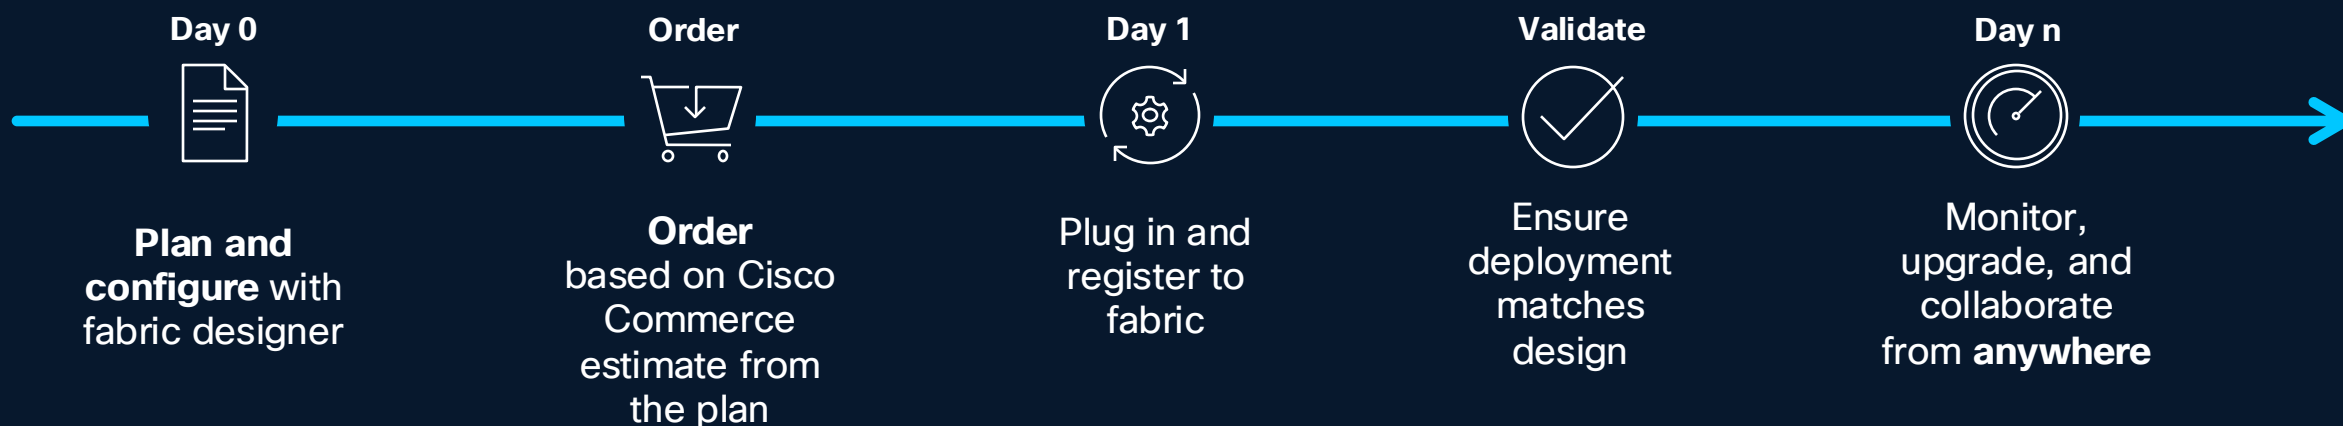 Day 0
Plan and
configure with
fabric designer
Order
Order
based on Cisco
Commerce
estimate from
the plan
Day 1
Plug in and
register to
fabric
Validate
Ensure
deployment
matches
design
Day n
Monitor,
upgrade, and
collaborate
from anywhere